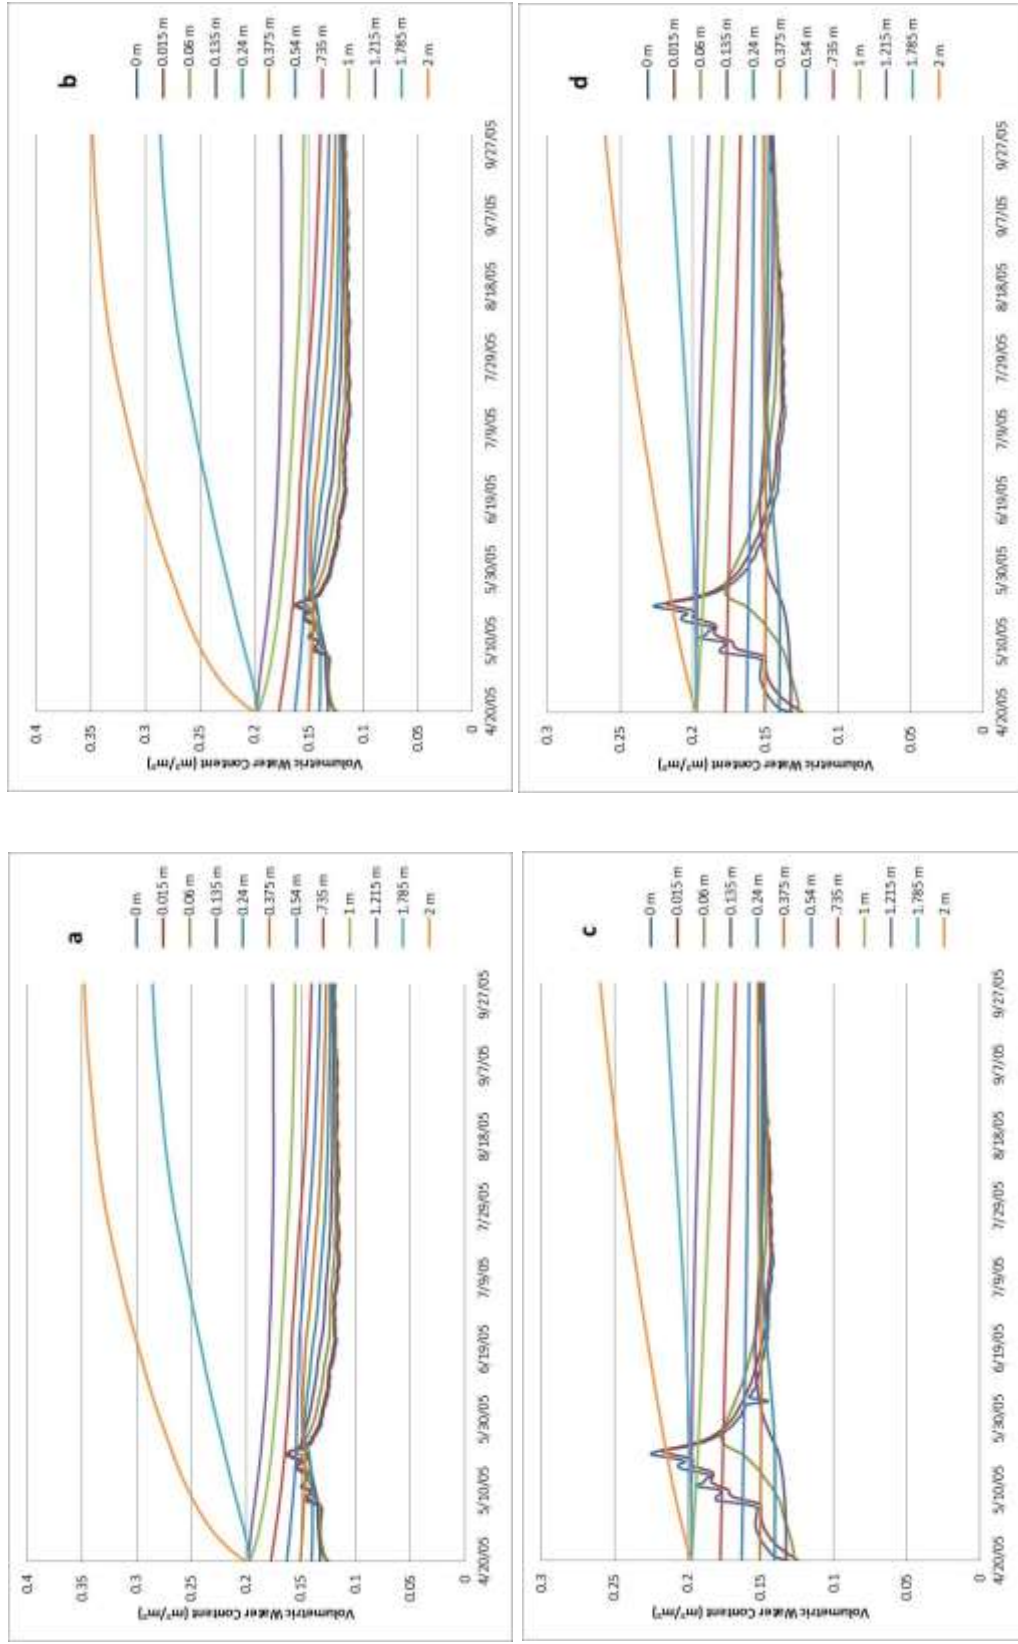 a
0.4
0.35
0.3
0.25
0.2
0.15
0.1
0.05
0
Volumetric Water Content (m³/m³)
4/20/05 5/10/05 5/30/05 6/19/05 7/9/05 7/29/05 8/18/05 9/7/05 9/27/05
0 m
0.015 m
0.06 m
0.135 m
0.24 m
0.375 m
0.54 m
.735 m
1 m
1.215 m
1.785 m
2 m
b
0.4
0.35
0.3
0.25
0.2
0.15
0.1
0.05
0
Volumetric Water Content (m³/m³)
4/20/05 5/10/05 5/30/05 6/19/05 7/9/05 7/29/05 8/18/05 9/7/05 9/27/05
0 m
0.015 m
0.06 m
0.135 m
0.24 m
0.375 m
0.54 m
.735 m
1 m
1.215 m
1.785 m
2 m
c
0.3
0.25
0.2
0.15
0.1
0.05
0
Volumetric Water Content (m³/m³)
4/20/05 5/10/05 5/30/05 6/19/05 7/9/05 7/29/05 8/18/05 9/7/05 9/27/05
0 m
0.015 m
0.06 m
0.135 m
0.24 m
0.375 m
0.54 m
.735 m
1 m
1.215 m
1.785 m
2 m
d
0.3
0.25
0.2
0.15
0.1
0.05
0
Volumetric Water Content (m³/m³)
4/20/05 5/10/05 5/30/05 6/19/05 7/9/05 7/29/05 8/18/05 9/7/05 9/27/05
0 m
0.015 m
0.06 m
0.135 m
0.24 m
0.375 m
0.54 m
.735 m
1 m
1.215 m
1.785 m
2 m